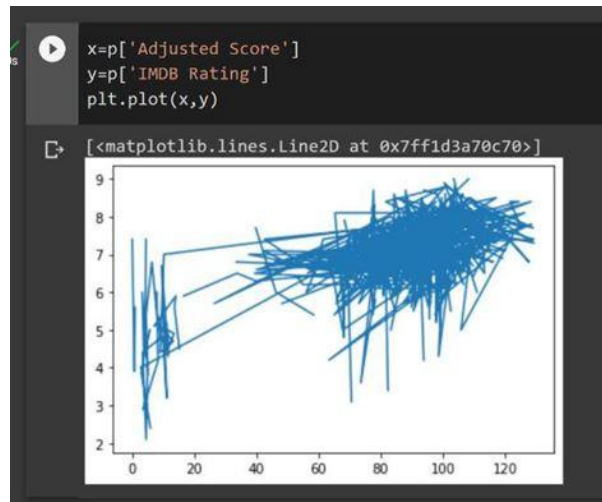 x=p['Adjusted Score']
y=p['IMDB Rating']
plt.plot(x,y)
[<matplotlib.lines.Line2D at 0x7ff1d3a70c70>]
9
8
7
6
5
4
3
2
0 20 40 60 80 100 120